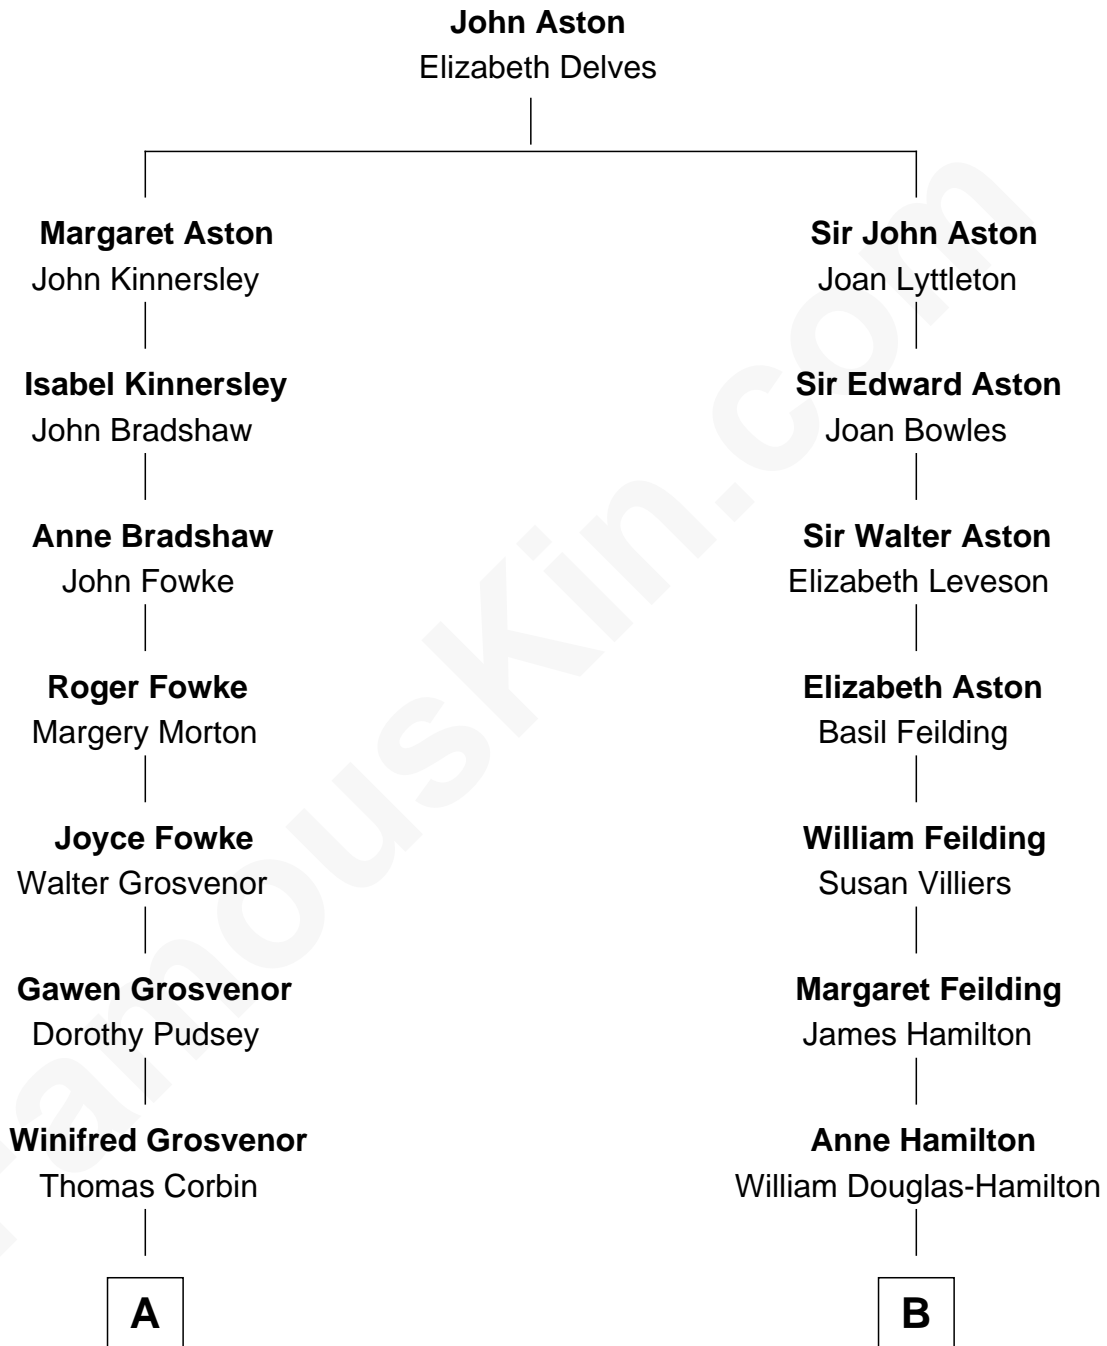 John Aston
Elizabeth Delves
Margaret Aston
John Kinnersley
Sir John Aston
Joan Lyttleton
Isabel Kinnersley
John Bradshaw
Sir Edward Aston
Joan Bowles
Anne Bradshaw
John Fowke
Sir Walter Aston
Elizabeth Leveson
Roger Fowke
Margery Morton
Elizabeth Aston
Basil Feilding
Joyce Fowke
Walter Grosvenor
William Feilding
Susan Villiers
Gawen Grosvenor
Dorothy Pudsey
Margaret Feilding
James Hamilton
Winifred Grosvenor
Thomas Corbin
Anne Hamilton
William Douglas-Hamilton
A
B
FamousKin.com